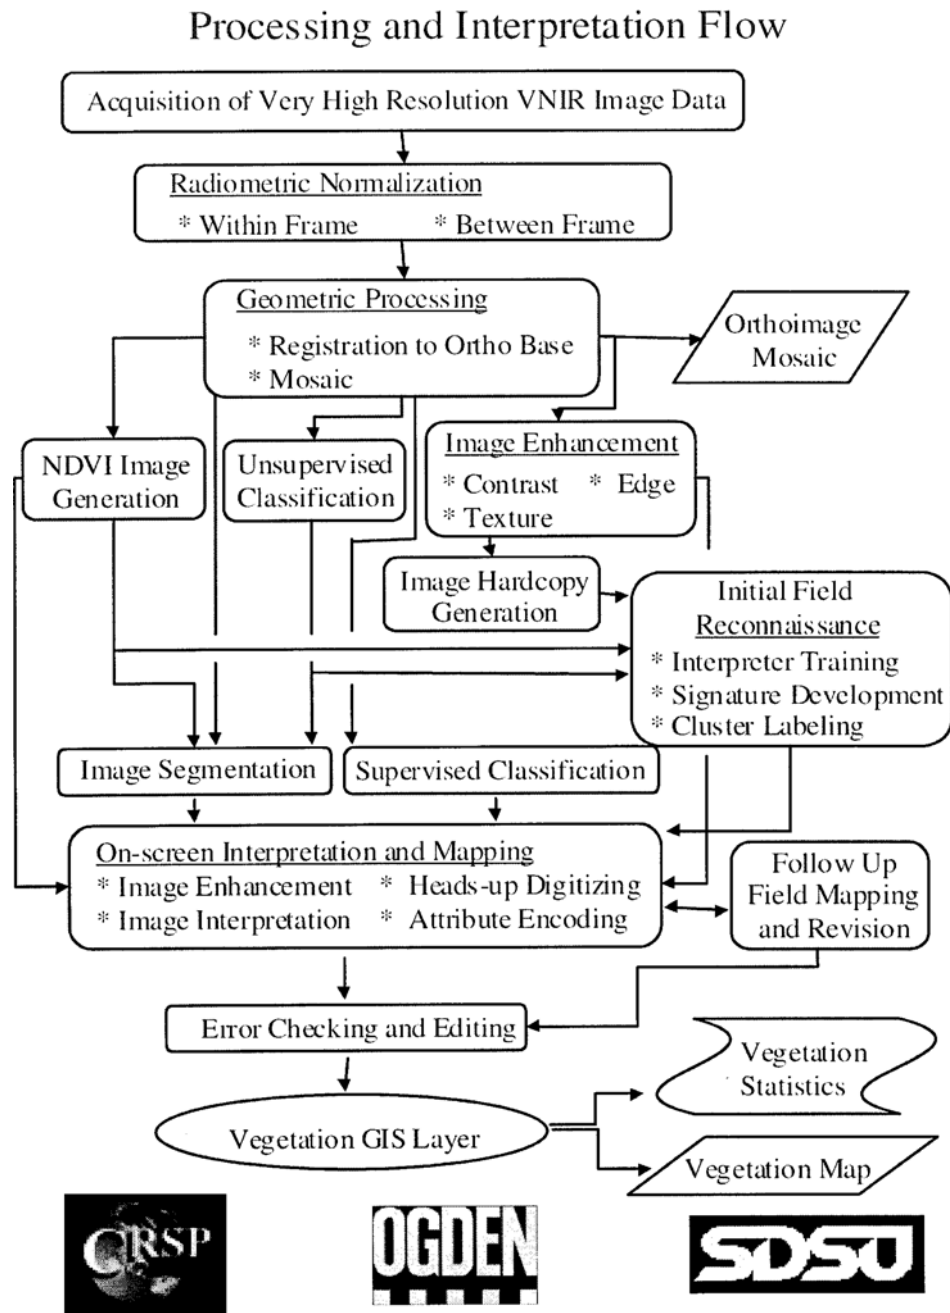 Processing and Interpretation Flow
Acquisition of Very High Resolution VNIR Image Data
Radiometric Normalization
* Within Frame * Between Frame
Geometric Processing
* Registration to Ortho Base
* Mosaic
Orthoimage
Mosaic
NDVI Image
Generation
Unsupervised
Classification
Image Enhancement
* Contrast * Edge
* Texture
Image Hardcopy
Generation
Initial Field
Reconnaissance
* Interpreter Training
* Signature Development
* Cluster Labeling
Image Segmentation
Supervised Classification
On-screen Interpretation and Mapping
* Image Enhancement * Heads-up Digitizing
* Image Interpretation * Attribute Encoding
Follow Up
Field Mapping
and Revision
Error Checking and Editing
Vegetation
Statistics
Vegetation GIS Layer
Vegetation Map
CRSP
OGDEN
SDSU